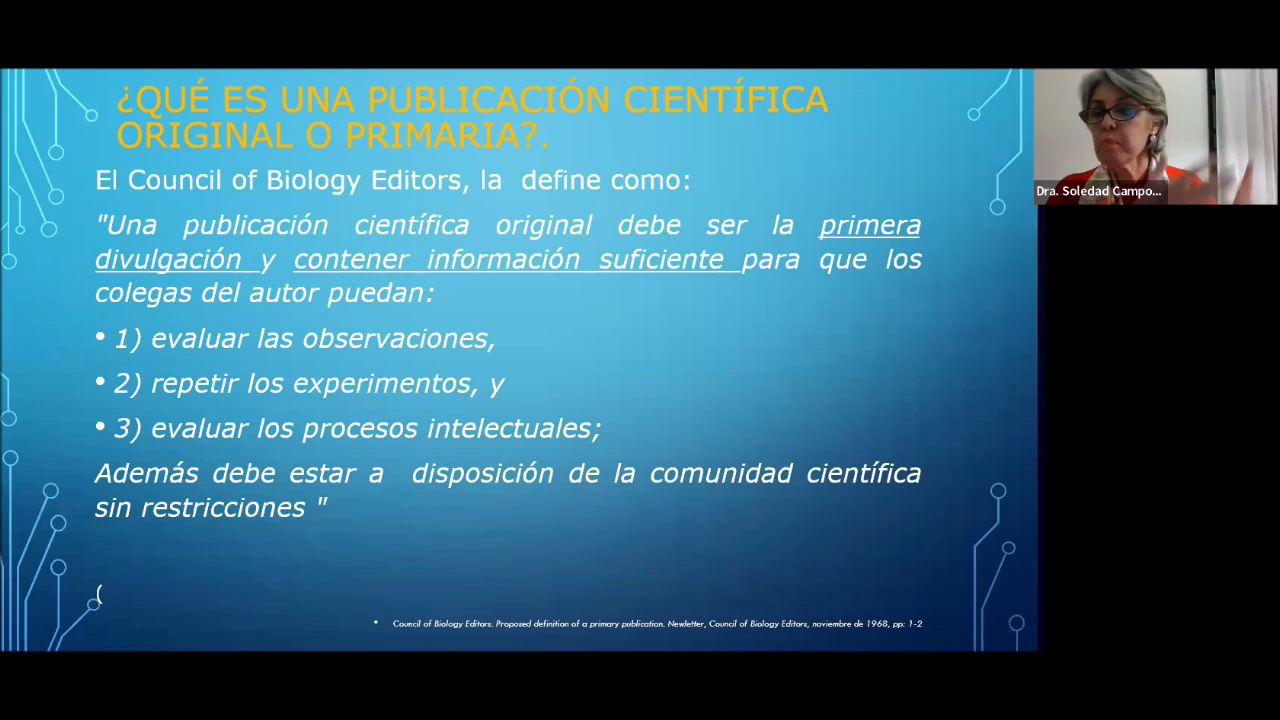 ¿QUÉ ES UNA PUBLICACIÓN CIENTÍFICA
ORIGINAL O PRIMARIA?.
El Council of Biology Editors, la  define como:
"Una publicación científica original debe ser la primera
divulgación y contener información suficiente para que los
colegas del autor puedan:
• 1) evaluar las observaciones,
• 2) repetir los experimentos, y
• 3) evaluar los procesos intelectuales;
Además debe estar a  disposición de la comunidad científica
sin restricciones "
(
• Council of Biology Editors. Proposed definition of a primary publication. Newletter, Council of Biology Editors, noviembre de 1968, pp: 1-2
Dra. Soledad Campo...